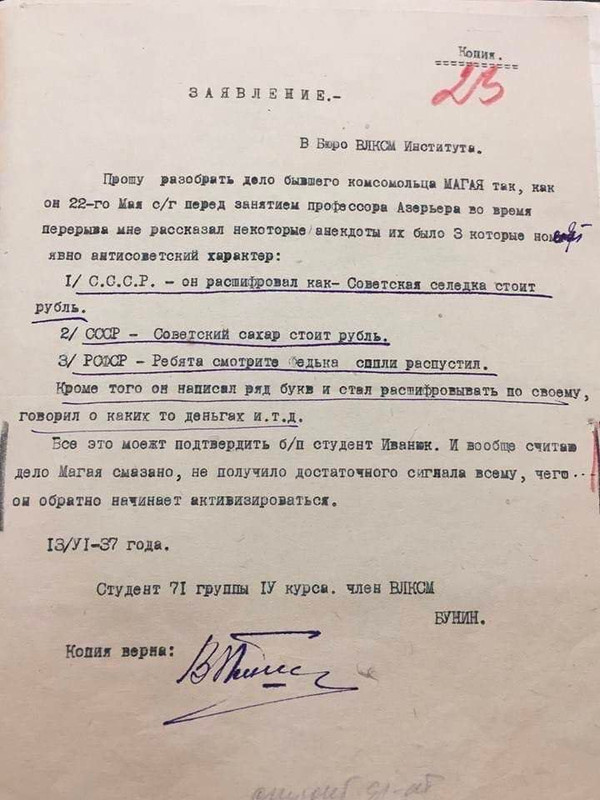 Копия.
23
ЗАЯВЛЕНИЕ.-
В Бюро ВЛКСМ Института.
Прошу разобрать дело бывшего комсомольца МАГАЯ так, как
он 22-го Мая с/г перед занятием профессора Азерьера во время
перерыва мне рассказал некоторые анекдоты их было 3 которые носят
явно антисоветский характер:
1/ С.С.С.Р. - он расшифровал как- Советская селедка стоит
рубль.
2/ СССР - Советский сахар стоит рубль.
3/ РСФСР - Ребята смотрите Федька сопли распустил.
Кроме того он написал ряд букв и стал расшифровывать по своему,
говорил о каких то деньгах и.т.д.
Все это моежт подтвердить б/п студент Иванюк. И вообще считаю
дело Магая смазано, не получило достаточного сигнала всему, чего
он обратно начинает активизироваться.
13/УІ-37 года.
Студент 71 группы ІУ курса. член ВЛКСМ
БУНИН.
Копия верна: